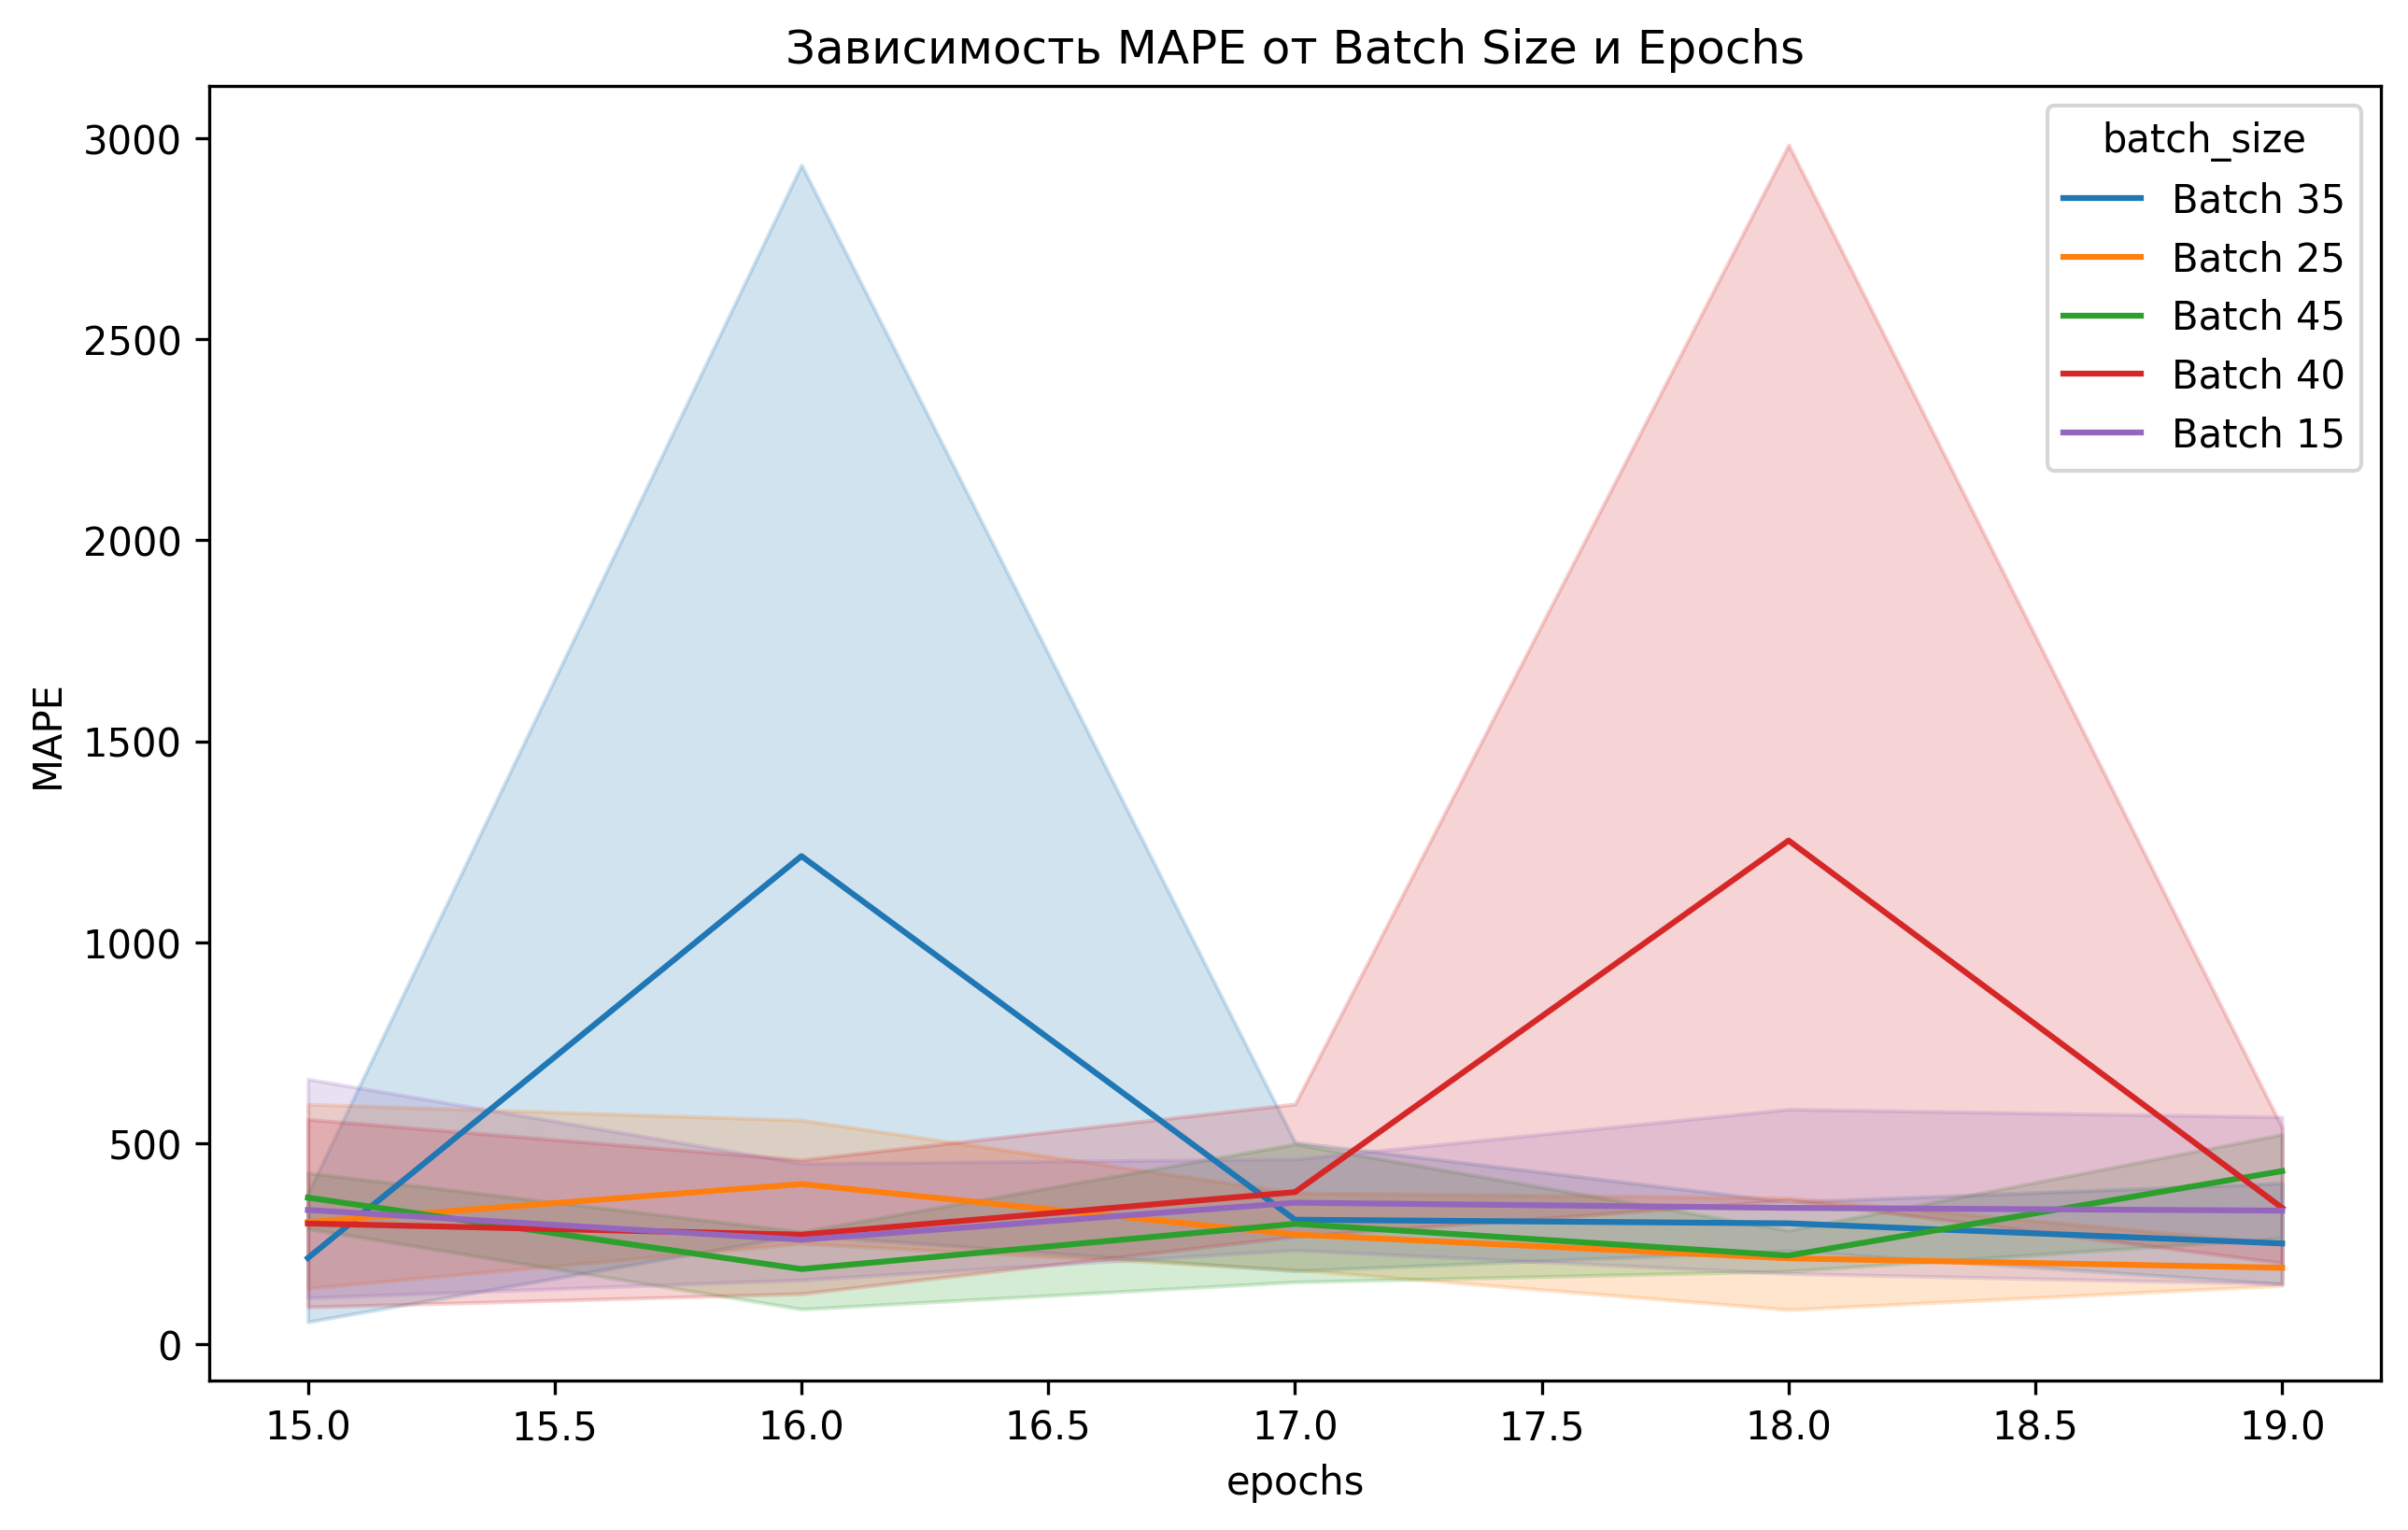 Зависимость MAPE от Batch Size и Epochs
MAPE
3000
2500
2000
1500
1000
500
0
batch_size
Batch 35
Batch 25
Batch 45
Batch 40
Batch 15
15.0 15.5 16.0 16.5 17.0 17.5 18.0 18.5 19.0
epochs